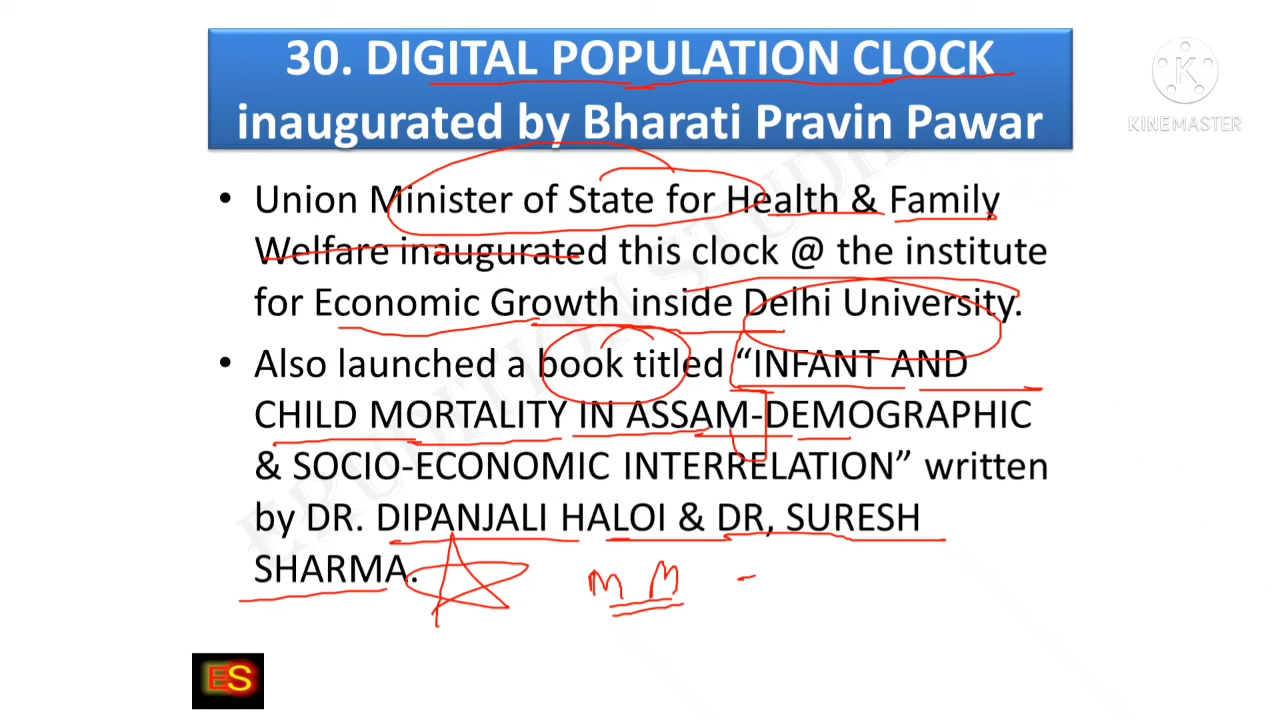 30. DIGITAL POPULATION CLOCK
inaugurated by Bharati Pravin Pawar
KINEMASTER
• Union Minister of State for Health & Family
Welfare inaugurated this clock @ the institute
for Economic Growth inside Delhi University.
• Also launched a book titled “INFANT AND
CHILD MORTALITY IN ASSAM-DEMOGRAPHIC
& SOCIO-ECONOMIC INTERRELATION” written
by DR. DIPANJALI HALOI & DR, SURESH
SHARMA.
M M -
ES